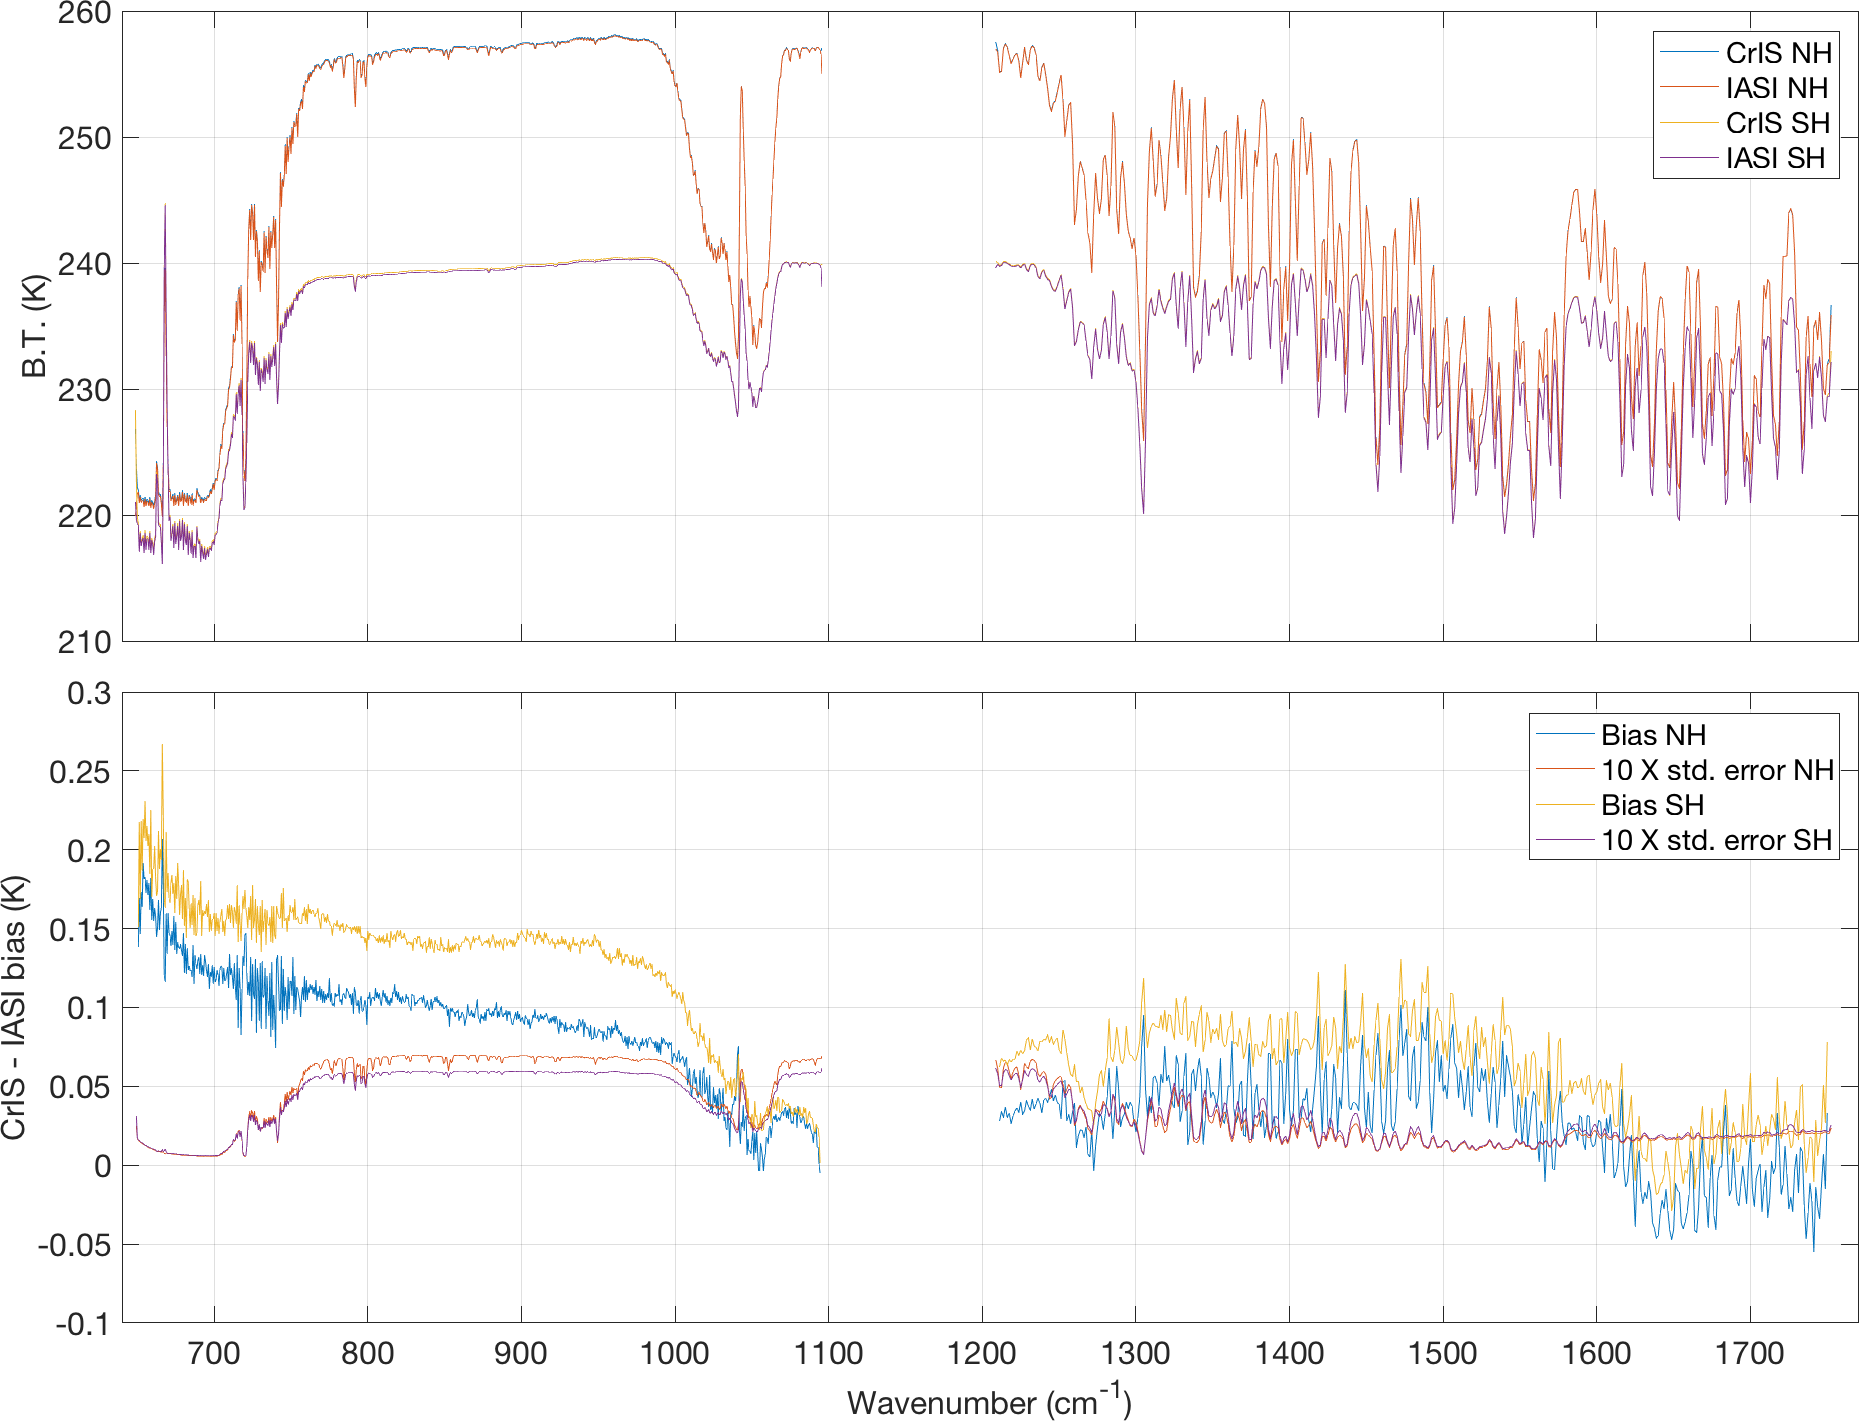 260
250
240
230
220
210
B.T. (K)
CrIS NH
IASI NH
CrIS SH
IASI SH
0.3
0.25
0.2
0.15
0.1
0.05
0
-0.05
-0.1
CrIS - IASI bias (K)
Bias NH
10 X std. error NH
Bias SH
10 X std. error SH
700 800 900 1000 1100 1200 1300 1400 1500 1600 1700
Wavenumber (cm⁻¹)